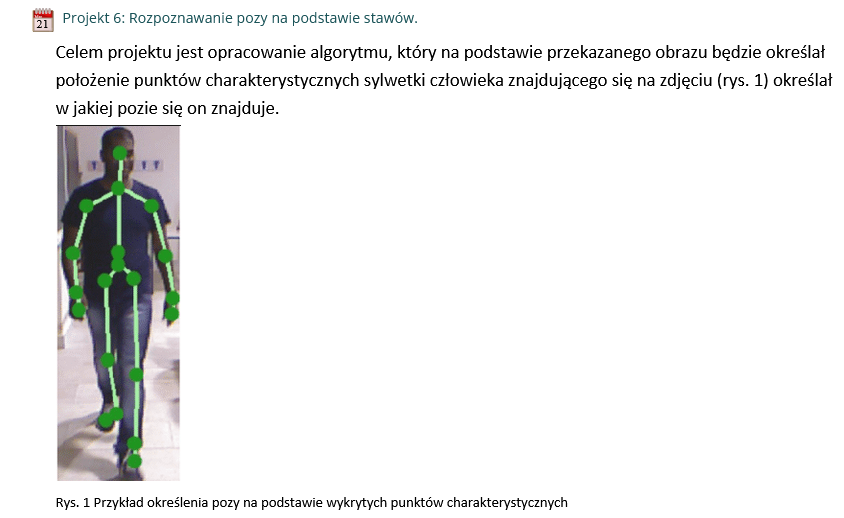 21
Projekt 6: Rozpoznawanie pozy na podstawie stawów.
Celem projektu jest opracowanie algorytmu, który na podstawie przekazanego obrazu będzie określał
położenie punktów charakterystycznych sylwetki człowieka znajdującego się na zdjęciu (rys. 1) określał
w jakiej pozie się on znajduje.
Rys. 1 Przykład określenia pozy na podstawie wykrytych punktów charakterystycznych